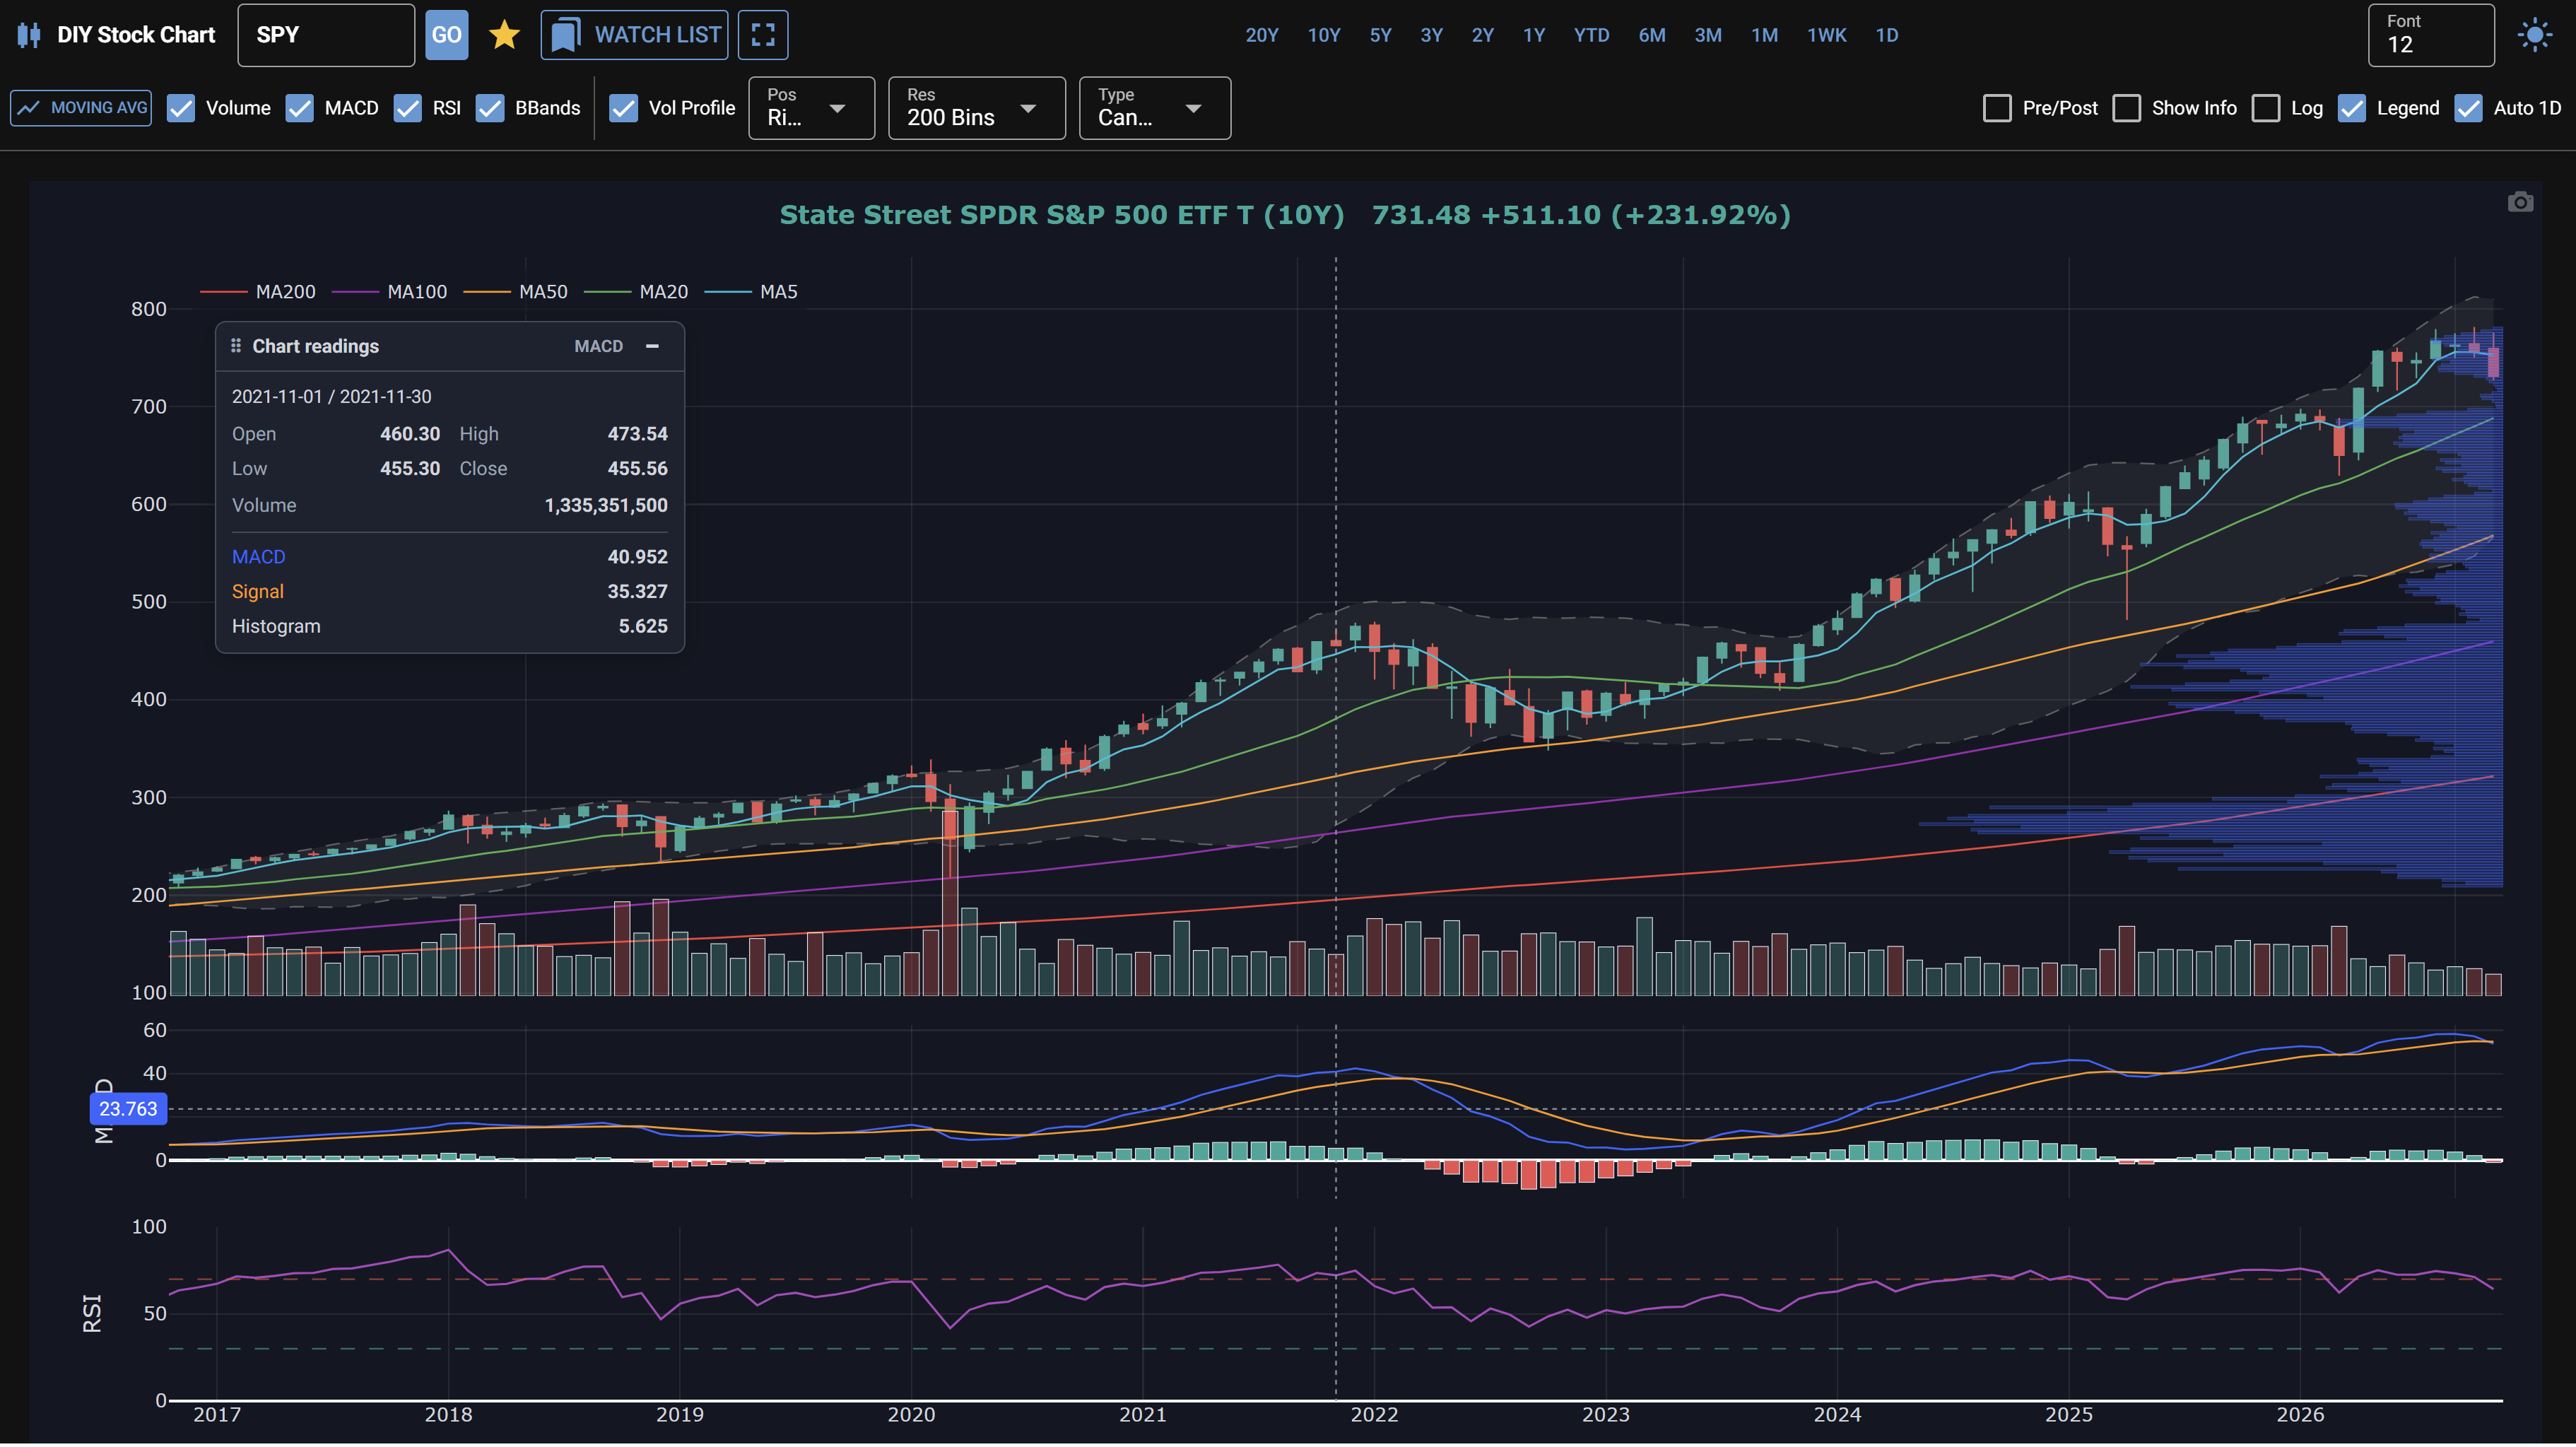 DIY Stock Chart SPY GO WATCH LIST 20Y 10Y 5Y 3Y 2Y 1Y YTD 6M 3M 1M 1WK 1D Font 12
MOVING AVG Volume MACD RSI BBands Vol Profile Pos Ri... Res 200 Bins Type Can... Pre/Post Show Info Log Legend Auto 1D
State Street SPDR S&P 500 ETF T (10Y) 731.48 +511.10 (+231.92%)
MA200 MA100 MA50 MA20 MA5
800
Chart readings MACD
2021-11-01 / 2021-11-30
700
Open 460.30 High 473.54
Low 455.30 Close 455.56
600
Volume 1,335,351,500
MACD 40.952
500
Signal 35.327
Histogram 5.625
400
300
200
100
60
40
23.763
0
100
RSI
50
0
2017 2018 2019 2020 2021 2022 2023 2024 2025 2026